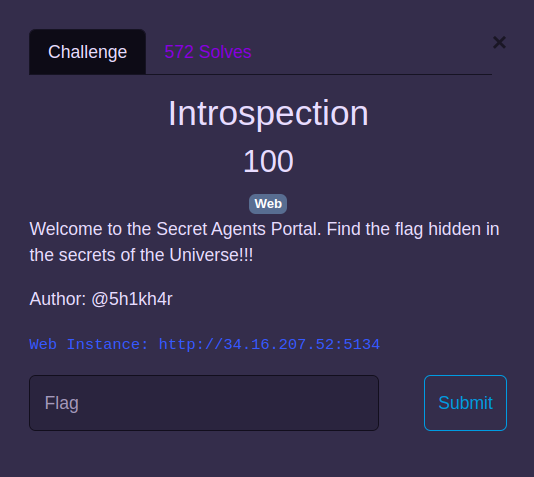 Challenge
572 Solves
×
Introspection
100
Web
Welcome to the Secret Agents Portal. Find the flag hidden in
the secrets of the Universe!!!
Author: @5h1kh4r
Web Instance: http://34.16.207.52:5134
Flag
Submit